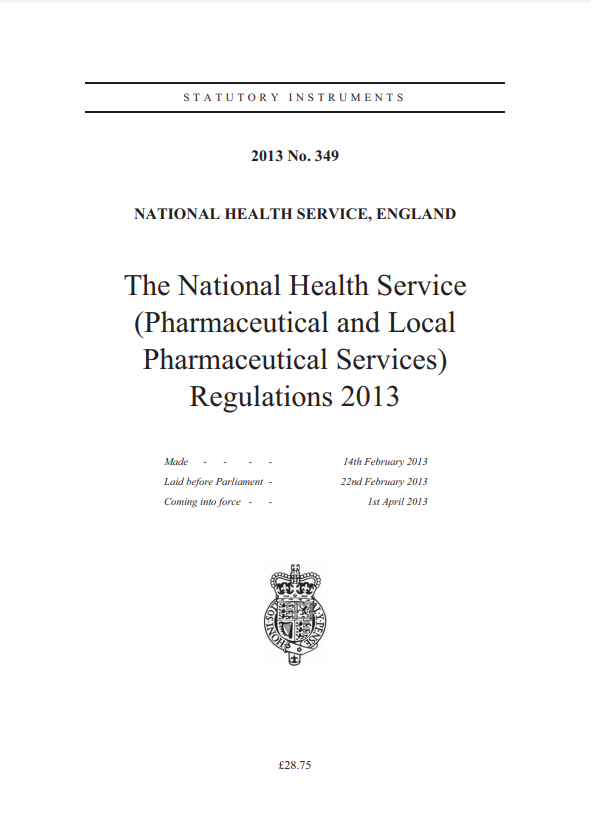 STATUTORY INSTRUMENTS
2013 No. 349
NATIONAL HEALTH SERVICE, ENGLAND
The National Health Service
(Pharmaceutical and Local
Pharmaceutical Services)
Regulations 2013
Made - - - - 14th February 2013
Laid before Parliament - 22nd February 2013
Coming into force - - 1st April 2013
£28.75